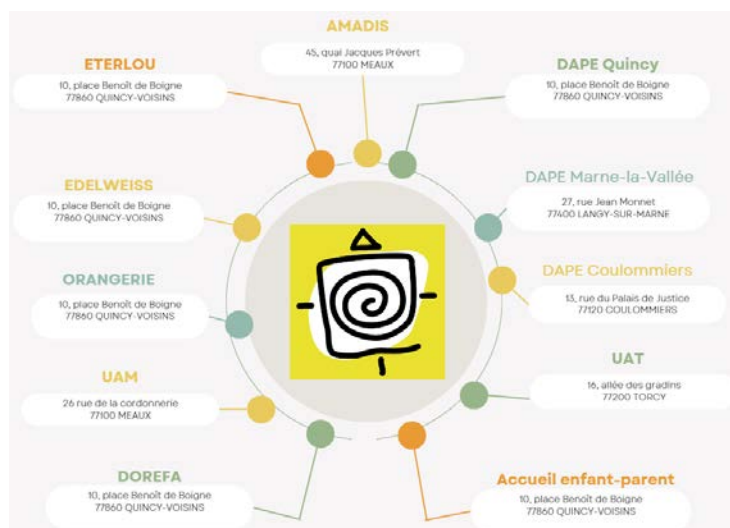 AMADIS
45, quai Jacques Prévert
77100 MEAUX
ETERLOU
10, place Benoît de Boigne
77860 QUINCY-VOISINS
DAPE Quincy
10, place Benoît de Boigne
77860 QUINCY-VOISINS
EDELWEISS
10, place Benoît de Boigne
77860 QUINCY-VOISINS
DAPE Marne-la-Vallée
27, rue Jean Monnet
77400 LANGY-SUR-MARNE
ORANGERIE
10, place Benoît de Boigne
77860 QUINCY-VOISINS
DAPE Coulommiers
13, rue du Palais de Justice
77120 COULOMMIERS
UAM
26 rue de la cordonnerie
77100 MEAUX
UAT
16, allée des gradins
77200 TORCY
DOREFA
10, place Benoît de Boigne
77860 QUINCY-VOISINS
Accueil enfant-parent
10, place Benoît de Boigne
77860 QUINCY-VOISINS